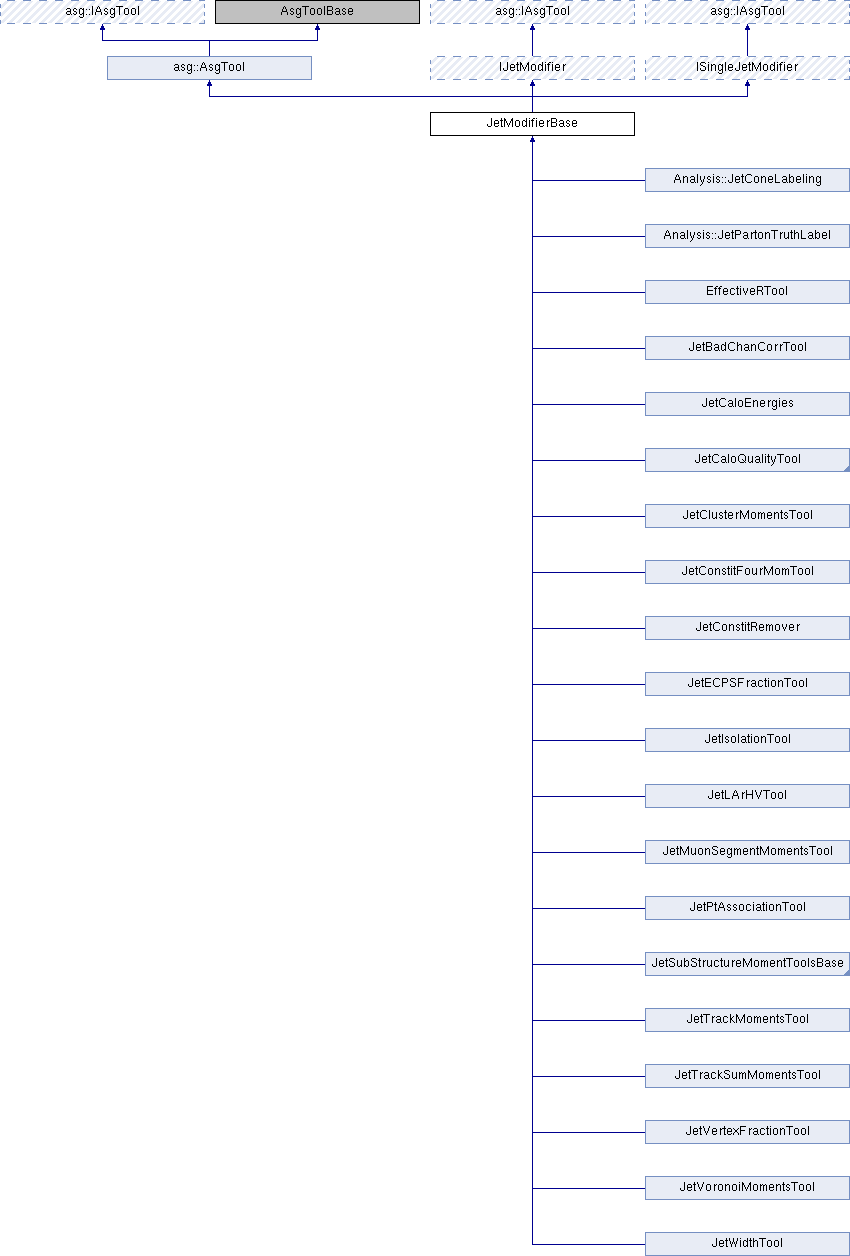 asg::IAsgTool
AsgToolBase
asg::IAsgTool
asg::IAsgTool
asg::AsgTool
IJetModifier
ISingleJetModifier
JetModifierBase
Analysis::JetConeLabeling
Analysis::JetPartonTruthLabel
EffectiveRTool
JetBadChanCorrTool
JetCaloEnergies
JetCaloQualityTool
JetClusterMomentsTool
JetConstitFourMomTool
JetConstitRemover
JetECPSFractionTool
JetIsolationTool
JetLArHVTool
JetMuonSegmentMomentsTool
JetPtAssociationTool
JetSubStructureMomentToolsBase
JetTrackMomentsTool
JetTrackSumMomentsTool
JetVertexFractionTool
JetVoronoiMomentsTool
JetWidthTool